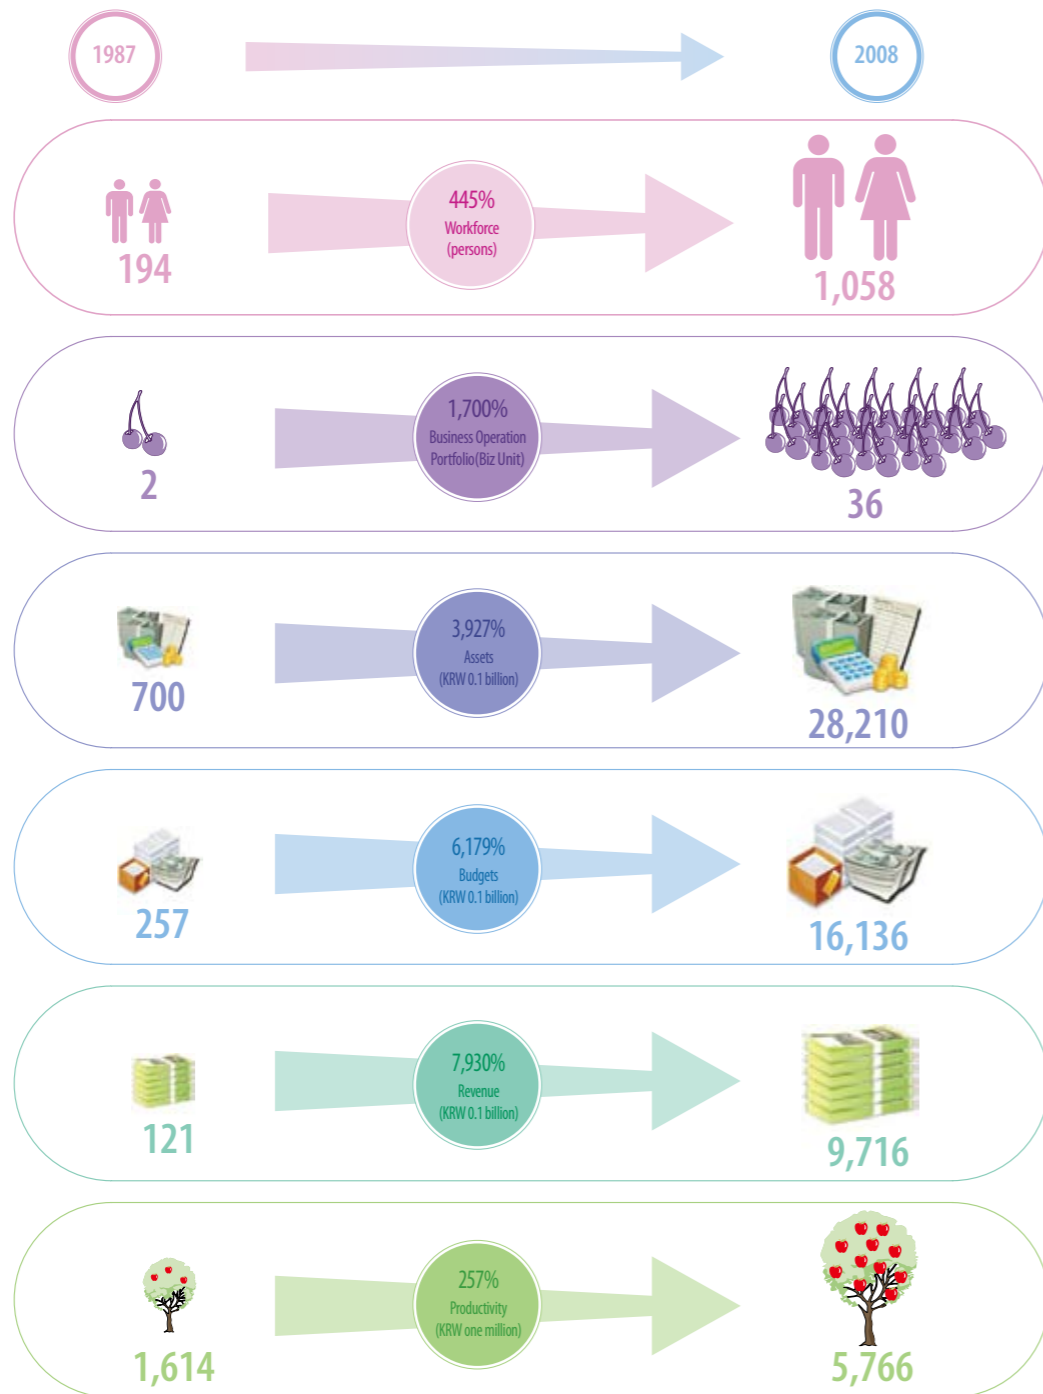 1987
2008
445%
Workforce
(persons)
194
1,058
1,700%
Business Operation
Portfolio(Biz Unit)
2
36
3,927%
Assets
(KRW 0.1 billion)
700
28,210
6,179%
Budgets
(KRW 0.1 billion)
257
16,136
7,930%
Revenue
(KRW 0.1 billion)
121
9,716
257%
Productivity
(KRW one million)
1,614
5,766